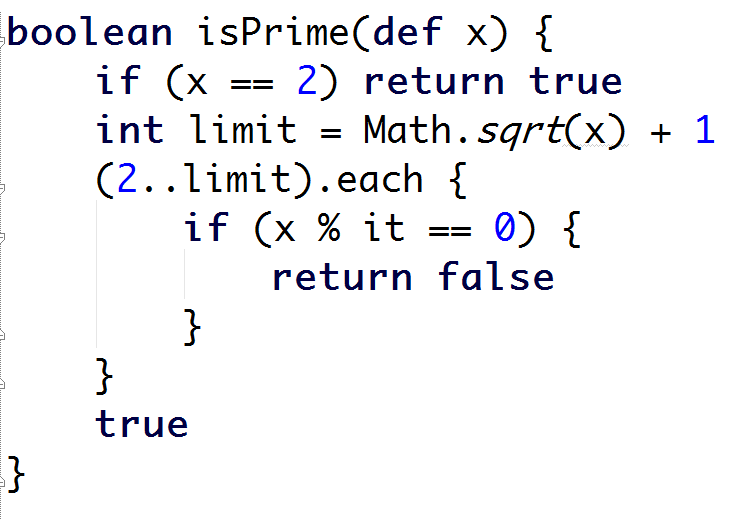 boolean isPrime(def x) {
    if (x == 2) return true
    int limit = Math.sqrt(x) + 1
    (2..limit).each {
        if (x % it == 0) {
            return false
        }
    }
    true
}